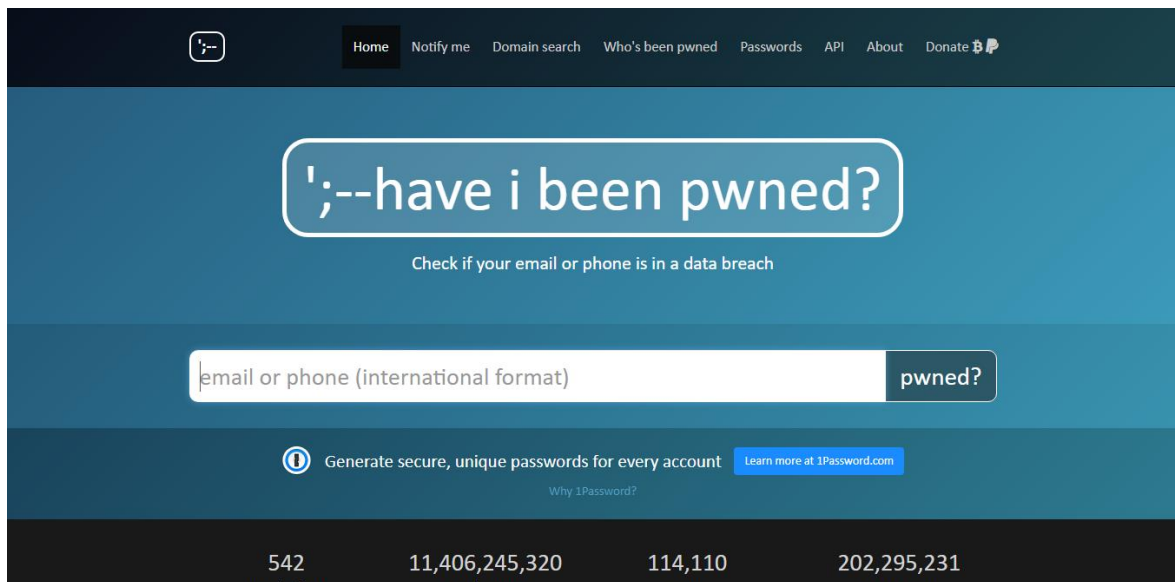 ';--
Home Notify me Domain search Who's been pwned Passwords API About Donate
';--have i been pwned?
Check if your email or phone is in a data breach
email or phone (international format) pwned?
Generate secure, unique passwords for every account Learn more at 1Password.com
Why 1Password?
542 11,406,245,320 114,110 202,295,231